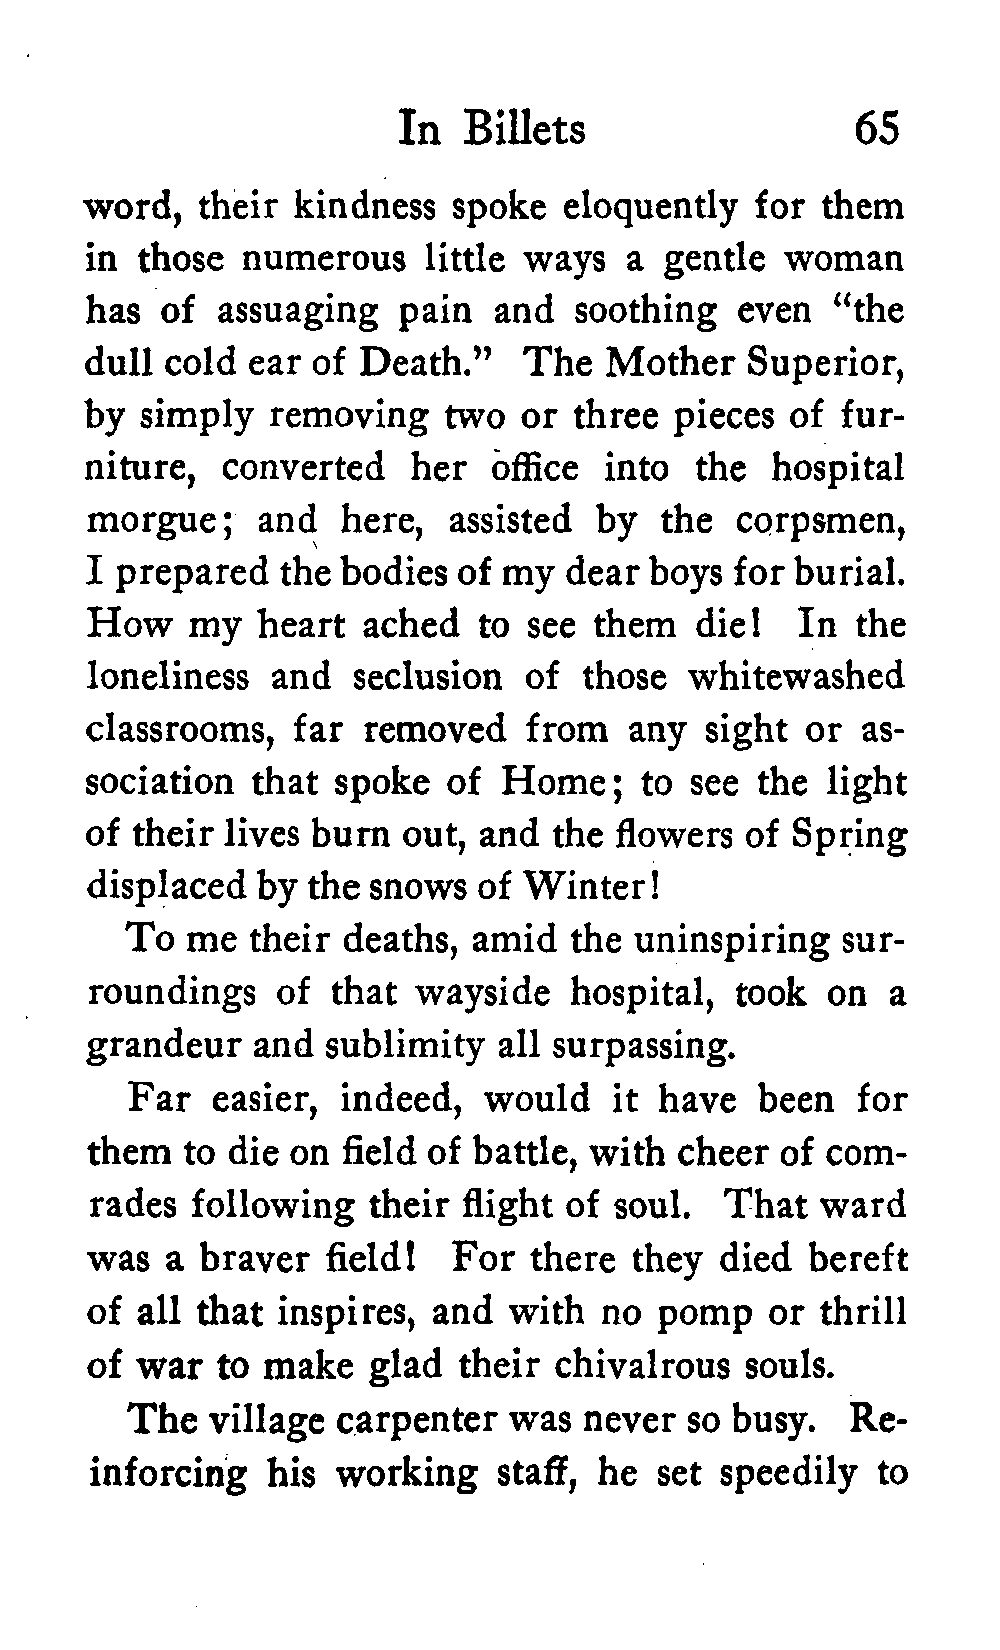 In Billets 65
word, their kindness spoke eloquently for them
in those numerous little ways a gentle woman
has of assuaging pain and soothing even “the
dull cold ear of Death.” The Mother Superior,
by simply removing two or three pieces of fur-
niture, converted her office into the hospital
morgue; and here, assisted by the corpsmen,
I prepared the bodies of my dear boys for burial.
How my heart ached to see them die! In the
loneliness and seclusion of those whitewashed
classrooms, far removed from any sight or as-
sociation that spoke of Home; to see the light
of their lives burn out, and the flowers of Spring
displaced by the snows of Winter!
To me their deaths, amid the uninspiring sur-
roundings of that wayside hospital, took on a
grandeur and sublimity all surpassing.
Far easier, indeed, would it have been for
them to die on field of battle, with cheer of com-
rades following their flight of soul. That ward
was a braver field! For there they died bereft
of all that inspires, and with no pomp or thrill
of war to make glad their chivalrous souls.
The village carpenter was never so busy. Re-
inforcing his working staff, he set speedily to